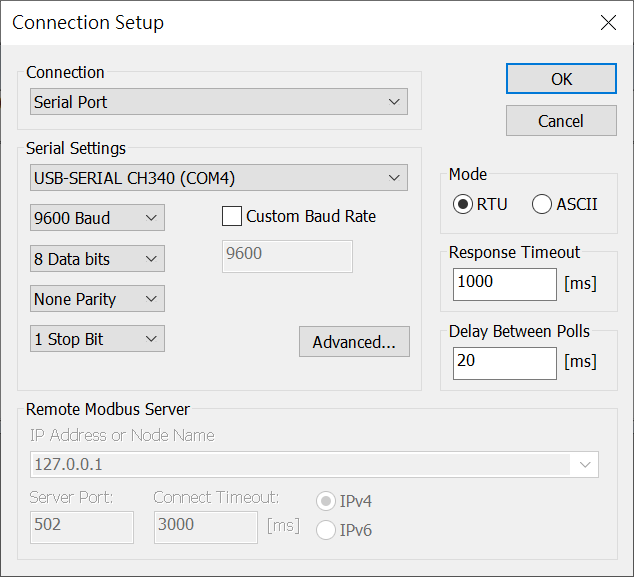 Connection Setup
Connection
Serial Port
OK
Cancel
Serial Settings
USB-SERIAL CH340 (COM4)
9600 Baud
Custom Baud Rate
8 Data bits
9600
None Parity
1 Stop Bit
Advanced...
Mode
RTU
ASCII
Response Timeout
1000 [ms]
Delay Between Polls
20 [ms]
Remote Modbus Server
IP Address or Node Name
127.0.0.1
Server Port: Connect Timeout:
502 3000 [ms]
IPv4
IPv6